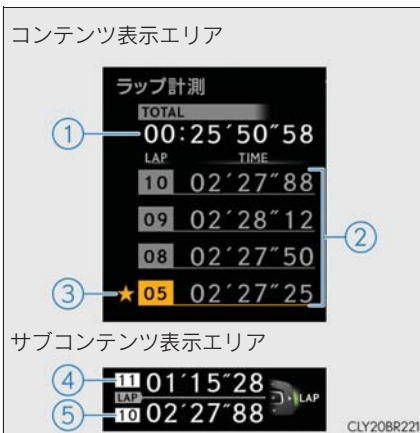 コンテンツ表示エリア
ラップ計測
TOTAL
① 00:25´50″58
LAP TIME
10 02´27″88
09 02´28″12
②
08 02´27″50
③ ★ 05 02´27″25
サブコンテンツ表示エリア
④ 11 01´15″28
LAP LAP
⑤ 10 02´27″88
CLY20BR221